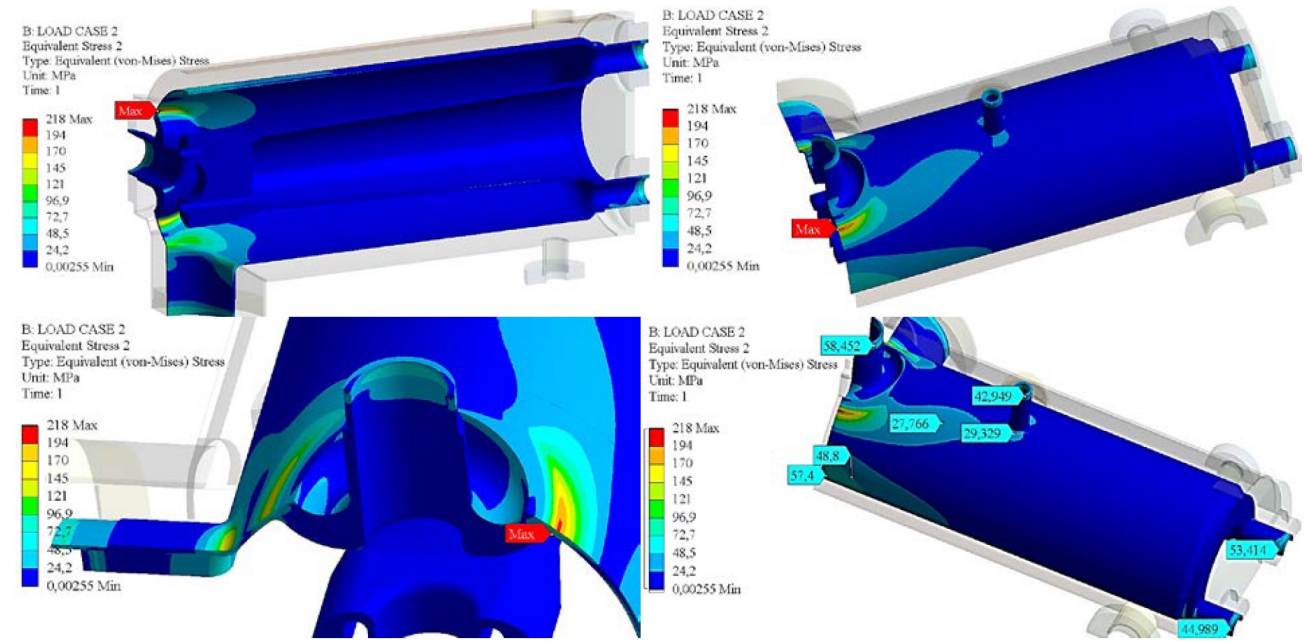 B: LOAD CASE 2
Equivalent Stress 2
Type: Equivalent (von-Mises) Stress
Unit: MPa
Time: 1
Max
218 Max
194
170
145
121
96,9
72,7
48,5
24,2
0,00255 Min
B: LOAD CASE 2
Equivalent Stress 2
Type: Equivalent (von-Mises) Stress
Unit: MPa
Time: 1
218 Max
194
170
145
121
96,9
72,7
48,5
24,2
0,00255 Min
Max
B: LOAD CASE 2
Equivalent Stress 2
Type: Equivalent (von-Mises) Stress
Unit: MPa
Time: 1
218 Max
194
170
145
121
96,9
72,7
48,5
24,2
0,00255 Min
Max
B: LOAD CASE 2
Equivalent Stress 2
Type: Equivalent (von-Mises) Stress
Unit: MPa
Time: 1
218 Max
194
170
145
121
96,9
72,7
48,5
24,2
0,00255 Min
58,452
42,949
27,766
29,329
48,8
57,4
53,414
44,989